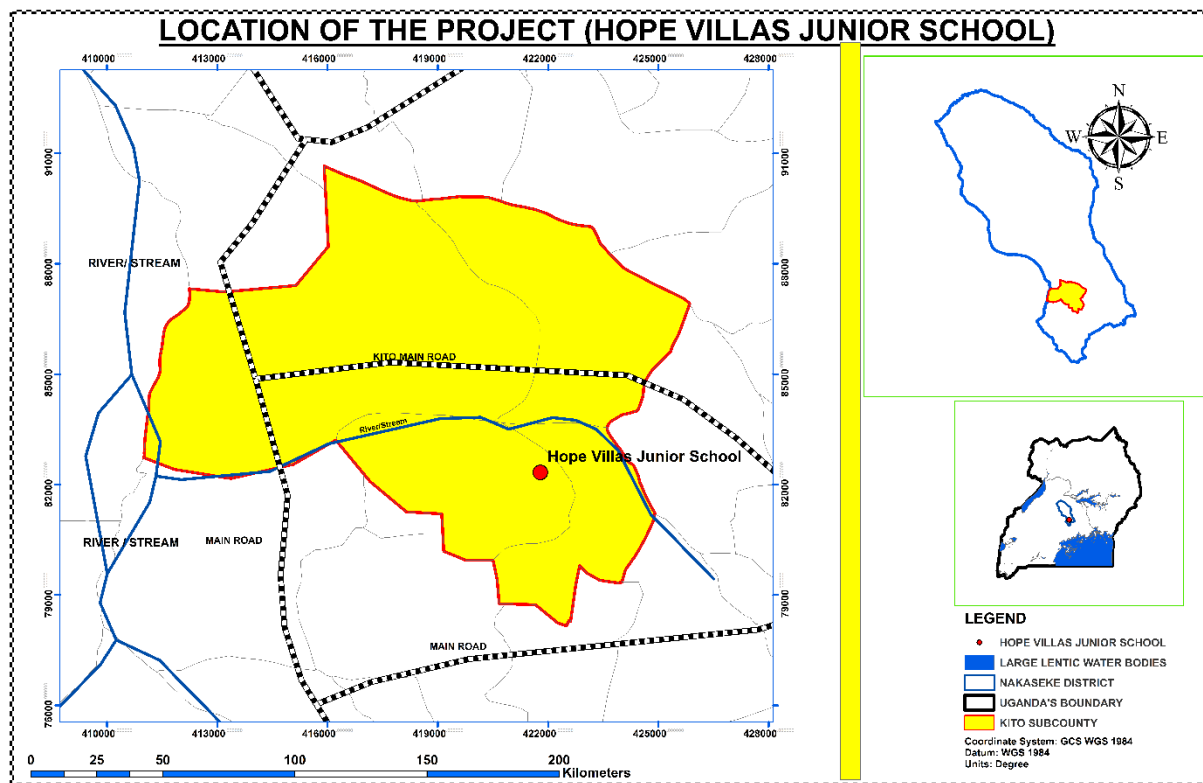 LOCATION OF THE PROJECT (HOPE VILLAS JUNIOR SCHOOL)
410000 413000 416000 419000 422000 425000 428000
91000 91000
N
W E
S
RIVER/ STREAM
88000 88000
KITO MAIN ROAD
85000 85000
River/Stream
Hope Villas Junior School
82000 82000
RIVER / STREAM
MAIN ROAD
79000 79000
MAIN ROAD
76000 76000
410000 413000 416000 419000 422000 425000 428000
0 25 50 100 150 200
Kilometers
LEGEND
HOPE VILLAS JUNIOR SCHOOL
LARGE LENTIC WATER BODIES
NAKASEKE DISTRICT
UGANDA'S BOUNDARY
KITO SUBCOUNTY
Coordinate System: GCS WGS 1984
Datum: WGS 1984
Units: Degree